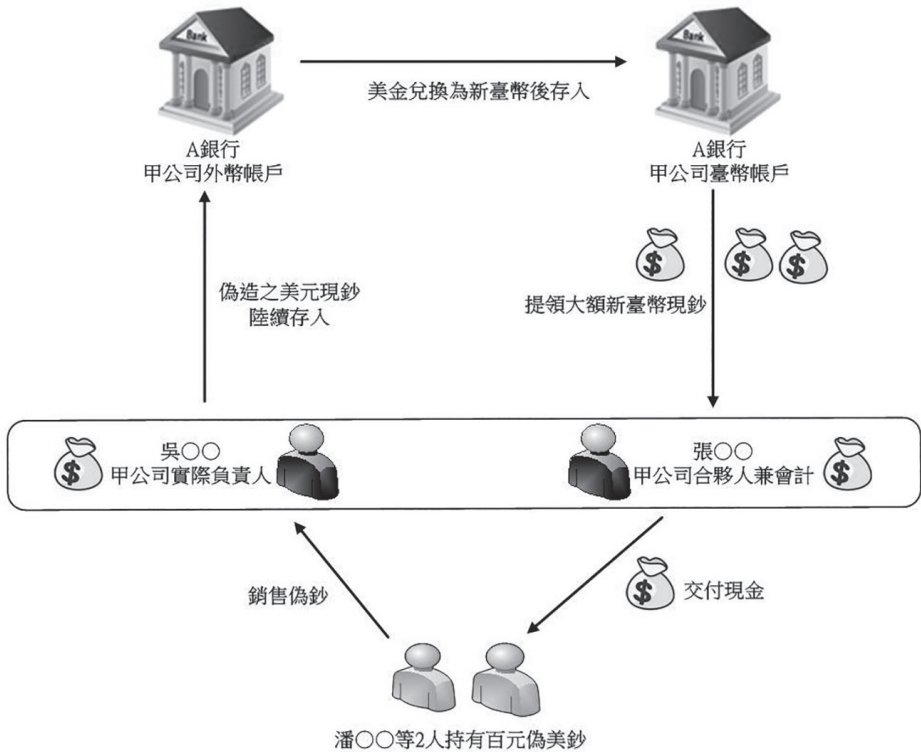 Bank
Bank
美金兌換為新臺幣後存入
A銀行
甲公司外幣帳戶
A銀行
甲公司臺幣帳戶
偽造之美元現鈔
陸續存入
$
$
$
提領大額新臺幣現鈔
$
吳○○
甲公司實際負責人
張○○
甲公司合夥人兼會計
$
銷售偽鈔
$
交付現金
潘○○等2人持有百元偽美鈔